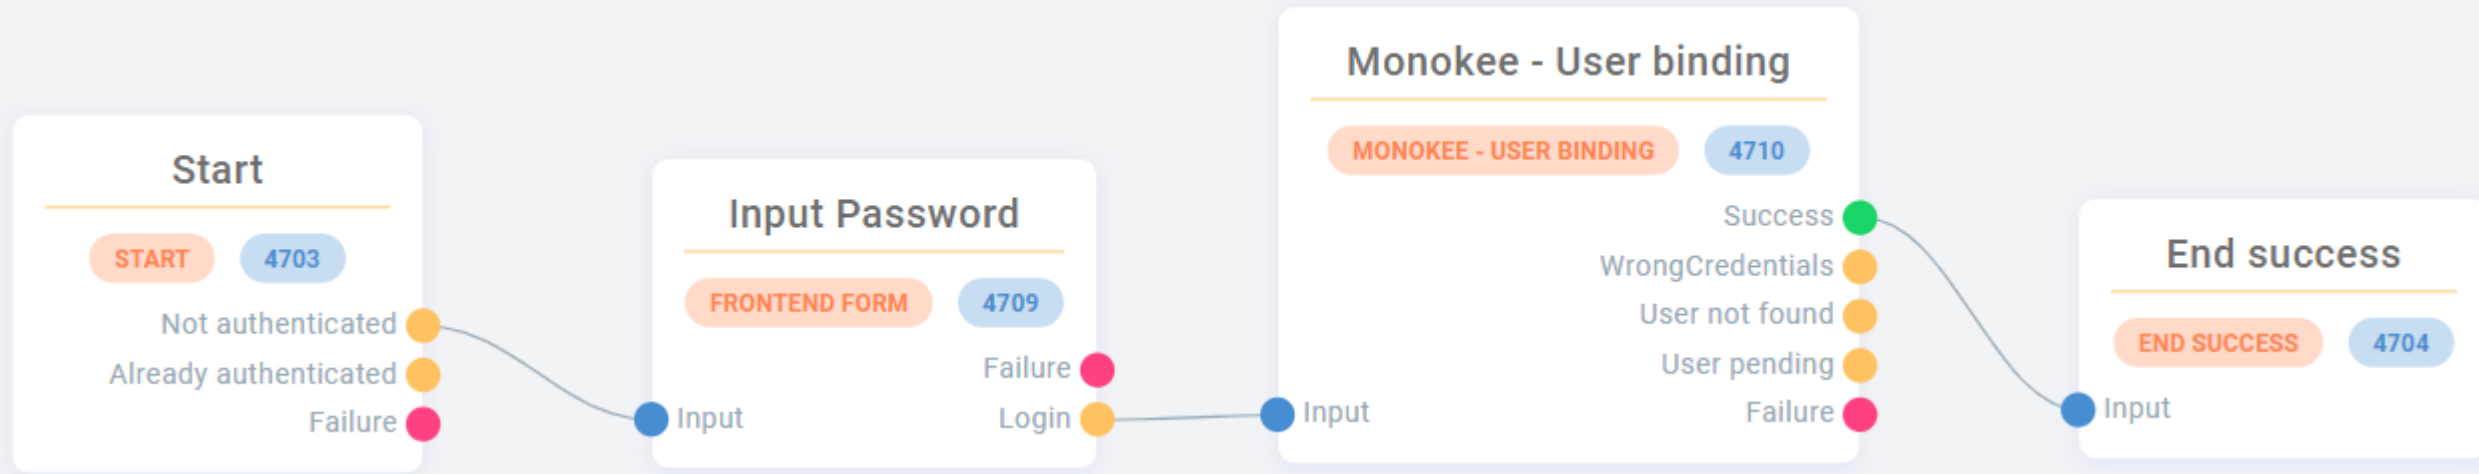 Start
START 4703
Not authenticated
Already authenticated
Failure
Input Password
FRONTEND FORM 4709
Failure
Input Login
Monokee - User binding
MONOKEE - USER BINDING 4710
Success
WrongCredentials
User not found
User pending
Input Failure
End success
END SUCCESS 4704
Input